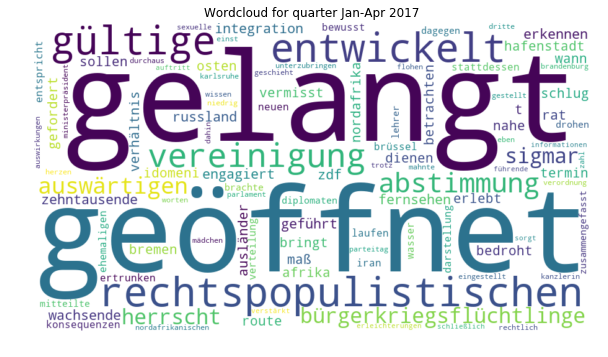 Wordcloud for quarter Jan-Apr 2017
gültige
gelangt
entwickelt
geöffnet
rechtspopulistischen
vereinigung
abstimmung
bürgerkriegsflüchtlinge
auswärtigen
herrscht
sigmar
integration
bewusst
dagegen
dritte
sexuelle
einst
durchaus
auftritt
karlsruhe
geschieht
unterzubringen
flohen
stattdessen
gestellt
brandenburg
erkennen
hafenstadt
wann
schlug
entspricht
ministerpräsident
auswirkungen
gefordert
sollen
osten
verhältnis
vermisst
wissen
neuen
eindrig
dahin
russland
nordafrika
betrachten
t
rat
nahe
drohen
lehrer
brüssel
dienen
eben
informationen
trotz
mahnte
führende
termin
zahl
verordnung
herzen
idomeni
engagiert
zdf
brachte
parlament
diplomaten
fernsehen
erlebt
zehntausende
worten
ausländer
geführt
laufen
wasser
parteitag
darstellung
bedroht
sorgt
eingestellt
kanzlerin
zusammengefasst
ehemaligen
bremen
mädchen
verteilung
bringt
maß
afrika
iran
ertrunken
mitteilte
wachsende
konsequenzen
nordafrikanischen
verstärkt
route
erleichterungen
schließlich
rechtlich